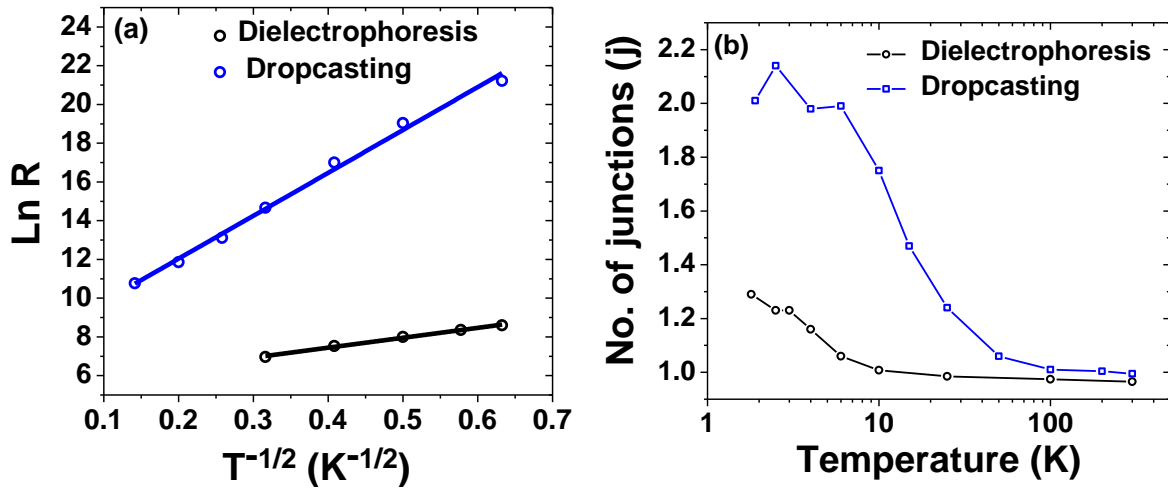 (a)
Dielectrophoresis
Dropcasting
Ln R
22
20
18
16
14
12
10
8
6
0.1 0.2 0.3 0.4 0.5 0.6 0.7
T^-1/2 (K^-1/2)
(b)
Dielectrophoresis
Dropcasting
No. of junctions (j)
2.2
2.0
1.8
1.6
1.4
1.2
1.0
1 10 100
Temperature (K)